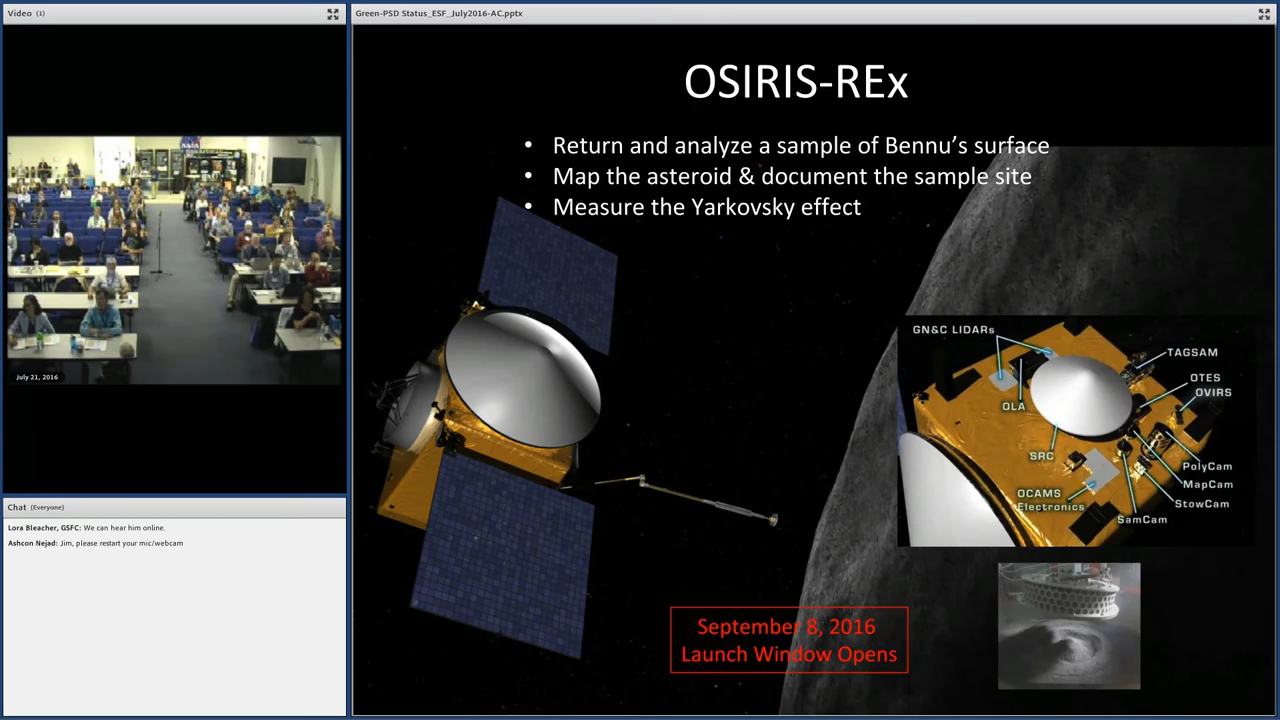 Video (1)
NASA
July 21, 2016
Chat (Everyone)
Lora Bleacher, GSFC: We can hear him online.
Ashcon Nejad: Jim, please restart your mic/webcam
Green-PSD Status_ESF_July2016-AC.pptx
OSIRIS-REx
• Return and analyze a sample of Bennu’s surface
• Map the asteroid & document the sample site
• Measure the Yarkovsky effect
GN&C LIDARs
TAGSAM
OTES
OVIRS
OLA
SRC
PolyCam
MapCam
OCAMS
Electronics
StowCam
SamCam
September 8, 2016
Launch Window Opens